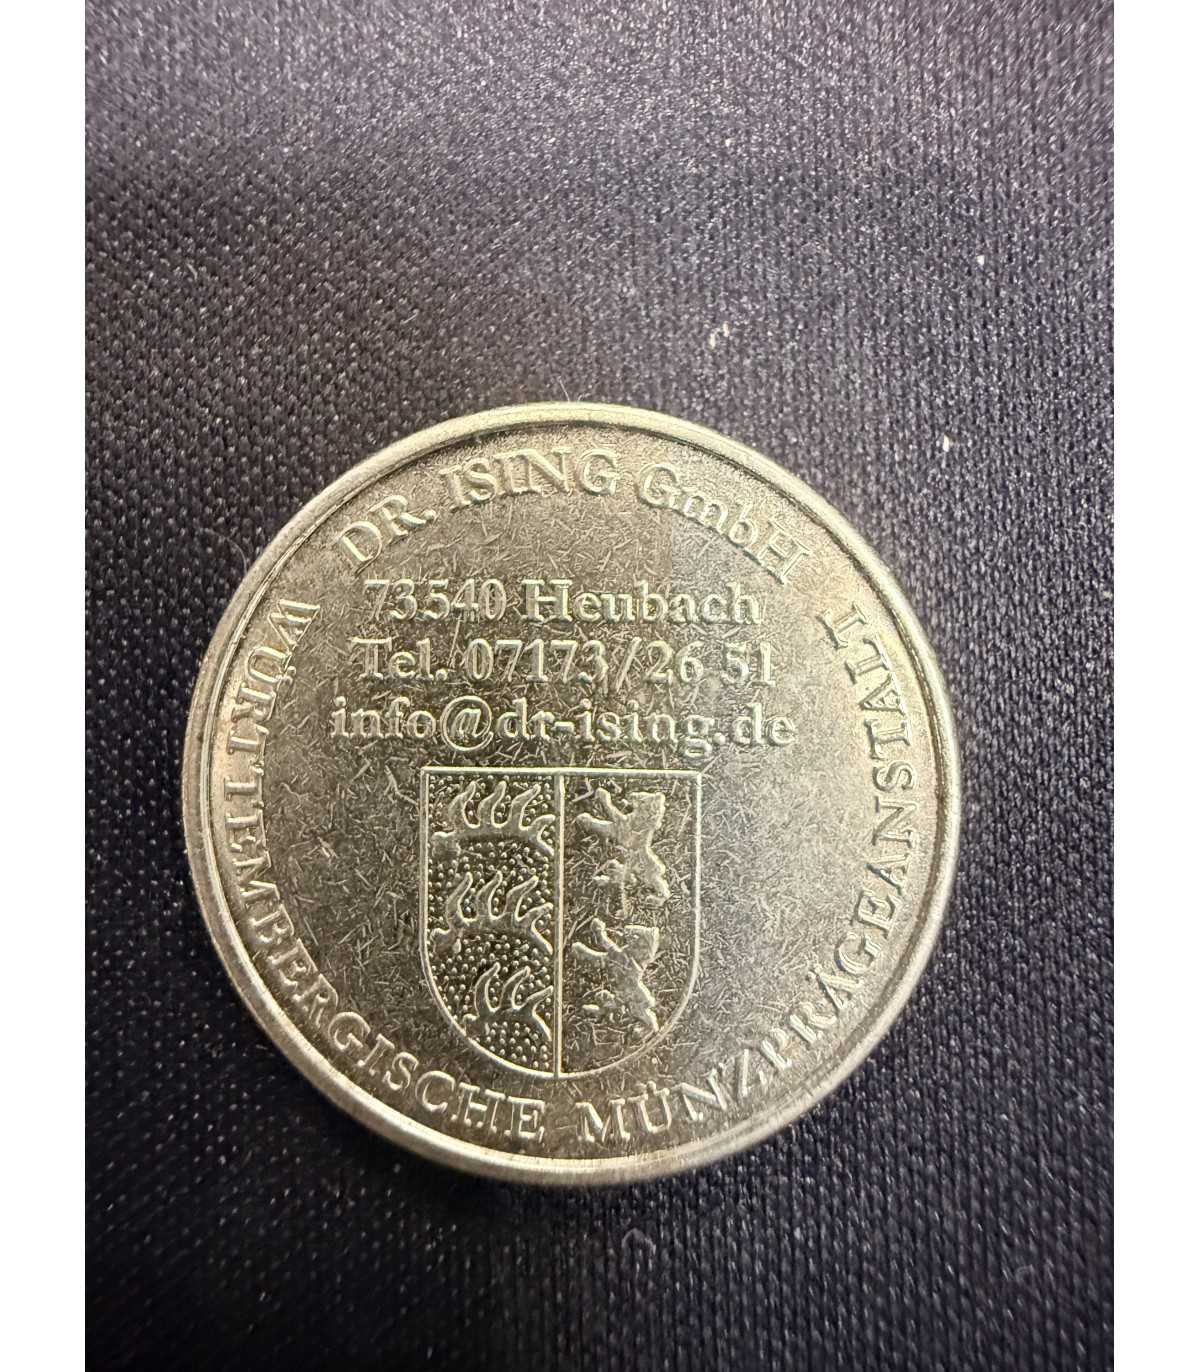 DR. ISING GmbH
73540 Heubach
Tel. 07173/26 51
info@dr-ising.de
WÜRTTEMBERGISCHE MÜNZPRÄGEANSTALT